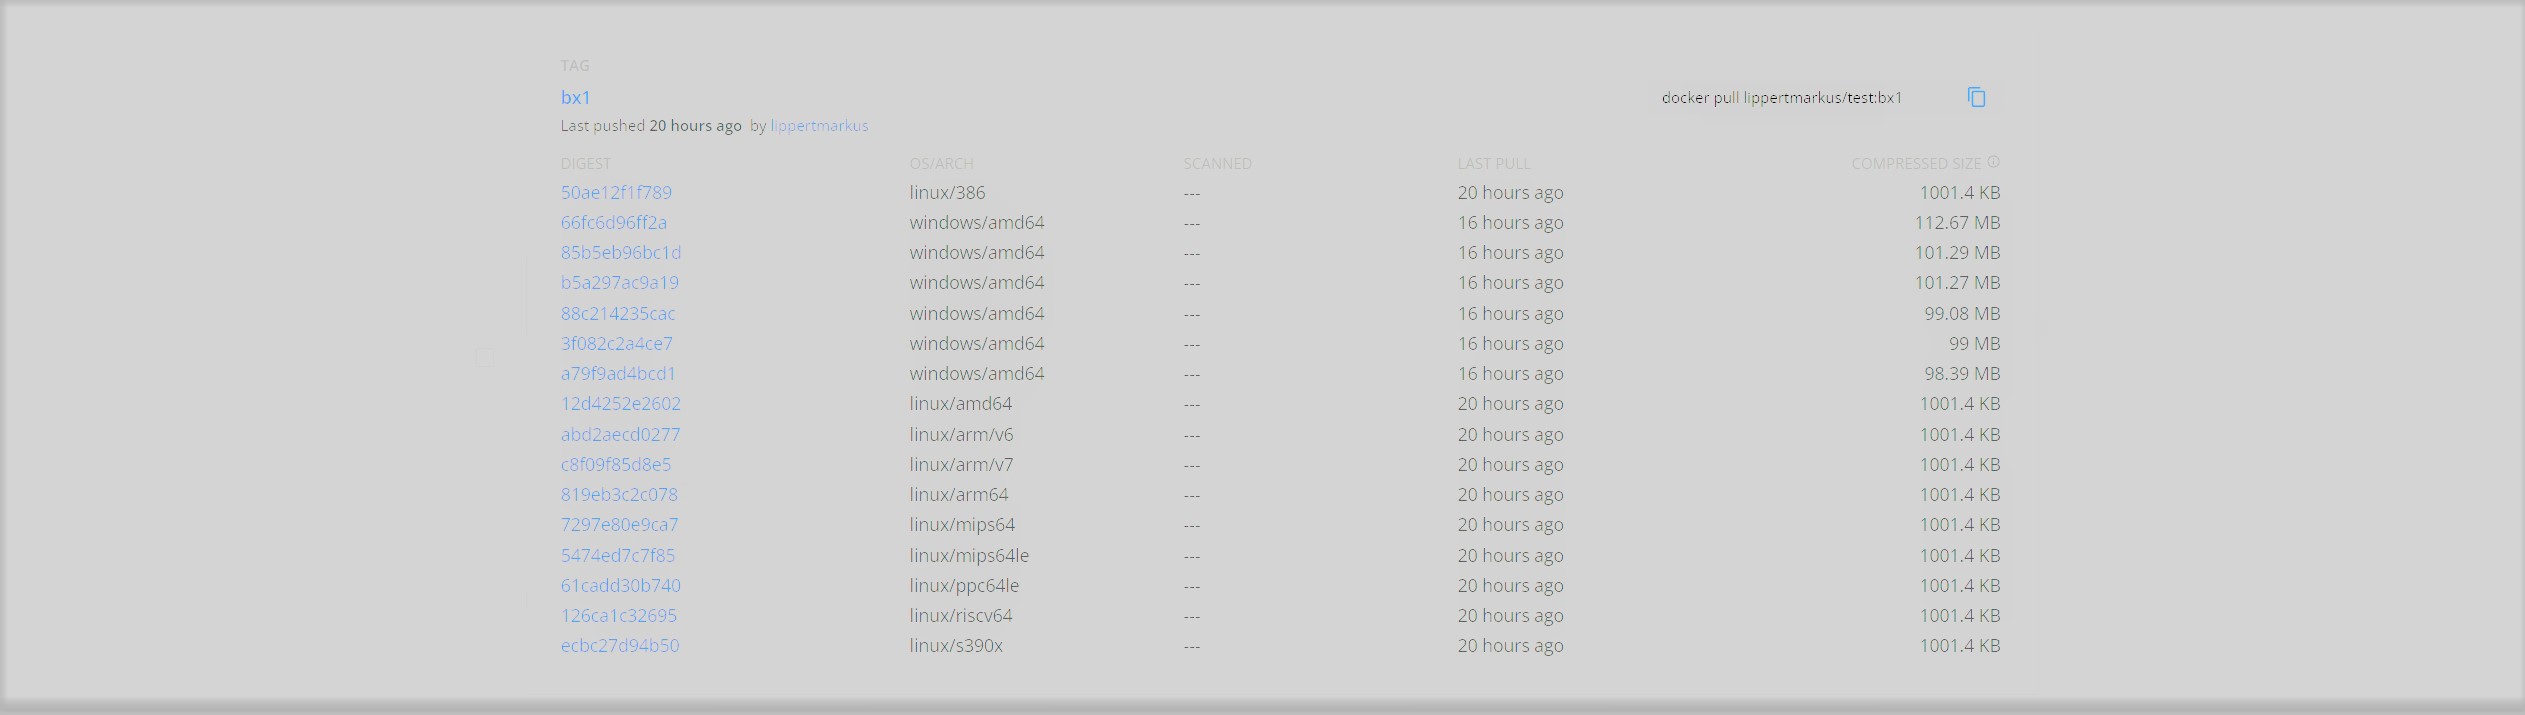 TAG
bx1
docker pull lippertmarkus/test:bx1
Last pushed 20 hours ago by lippertmarkus
DIGEST OS/ARCH SCANNED LAST PULL COMPRESSED SIZE
50ae12f1f789 linux/386 --- 20 hours ago 1001.4 KB
66fc6d96ff2a windows/amd64 --- 16 hours ago 112.67 MB
85b5eb96bc1d windows/amd64 --- 16 hours ago 101.29 MB
b5a297ac9a19 windows/amd64 --- 16 hours ago 101.27 MB
88c214235cac windows/amd64 --- 16 hours ago 99.08 MB
3f082c2a4ce7 windows/amd64 --- 16 hours ago 99 MB
a79f9ad4bcd1 windows/amd64 --- 16 hours ago 98.39 MB
12d4252e2602 linux/amd64 --- 20 hours ago 1001.4 KB
abd2aecd0277 linux/arm/v6 --- 20 hours ago 1001.4 KB
c8f09f85d8e5 linux/arm/v7 --- 20 hours ago 1001.4 KB
819eb3c2c078 linux/arm64 --- 20 hours ago 1001.4 KB
7297e80e9ca7 linux/mips64 --- 20 hours ago 1001.4 KB
5474ed7c7f85 linux/mips64le --- 20 hours ago 1001.4 KB
61cadd30b740 linux/ppc64le --- 20 hours ago 1001.4 KB
126ca1c32695 linux/riscv64 --- 20 hours ago 1001.4 KB
ecbc27d94b50 linux/s390x --- 20 hours ago 1001.4 KB